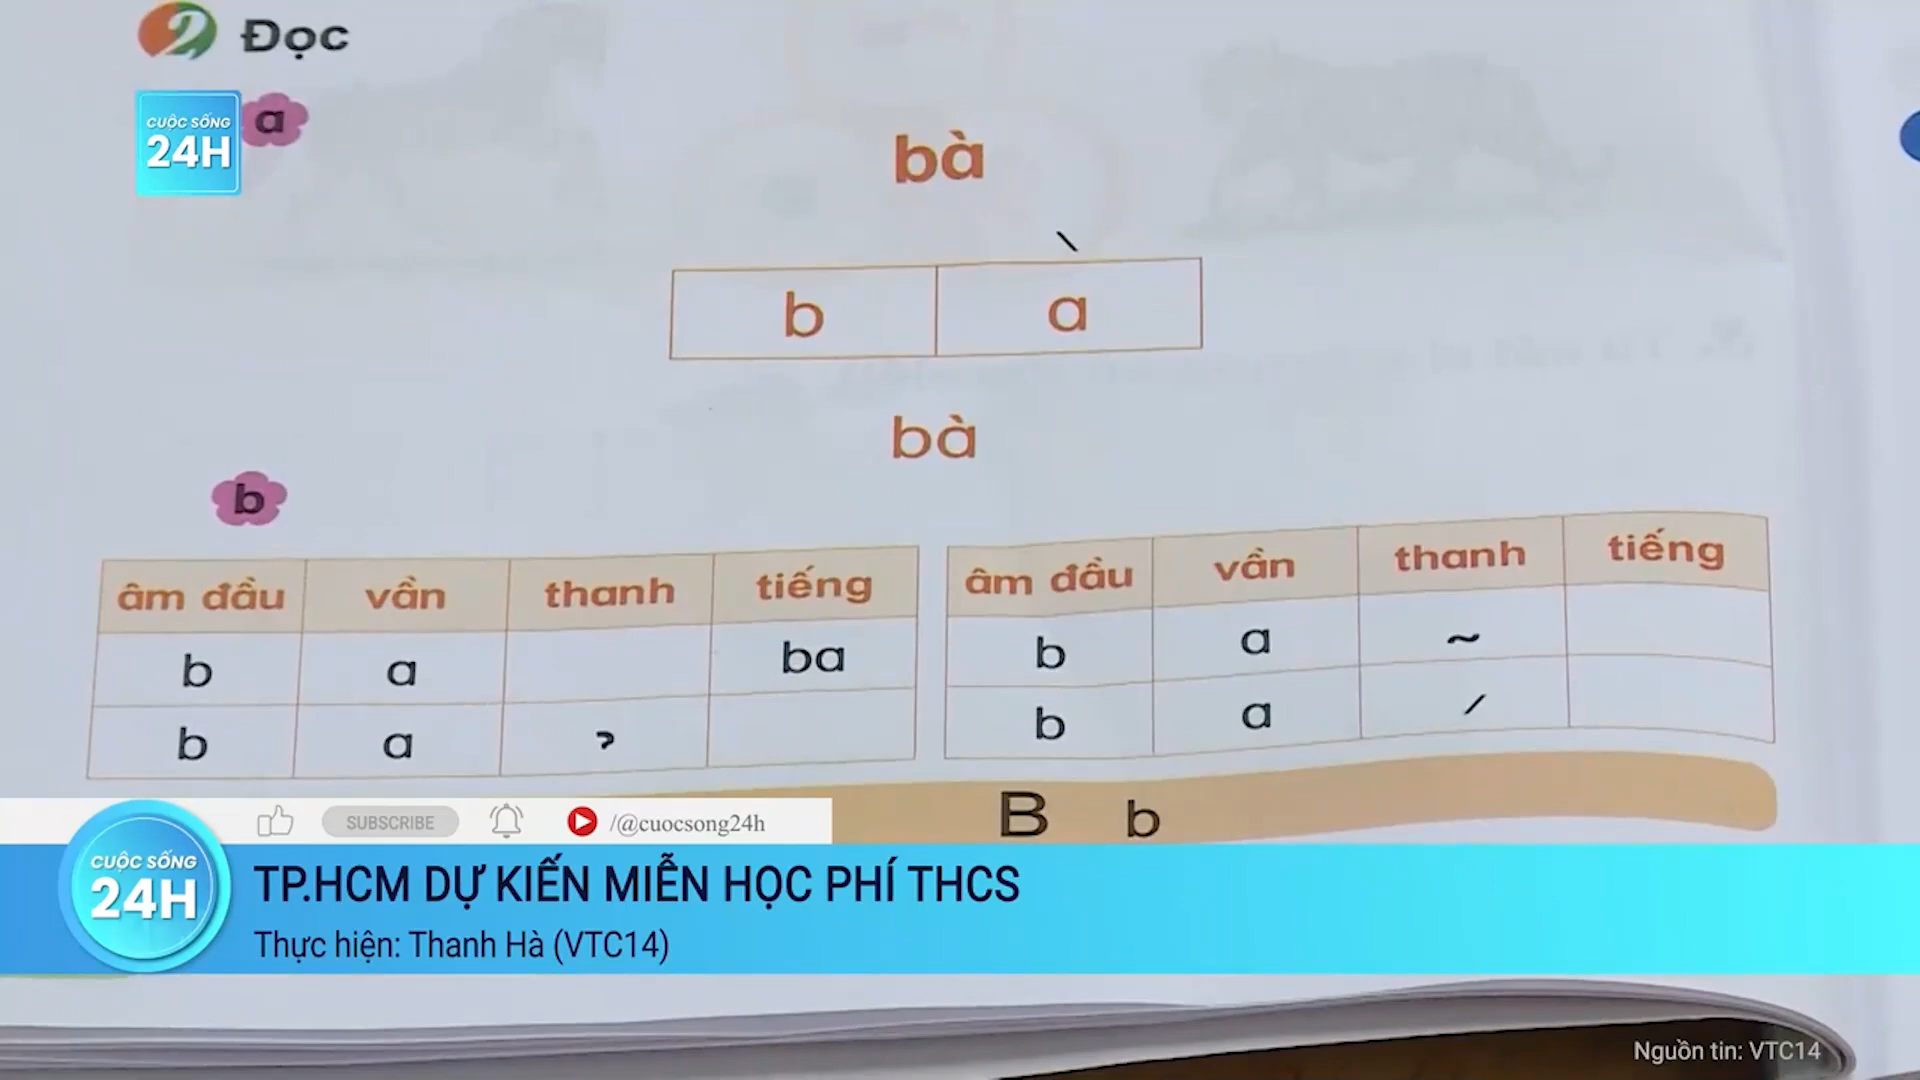 2 Đọc
CUỘC SỐNG
24H
a
bà
\
b a
bà
b
âm đầu vần thanh tiếng
b a ba
b a ?
âm đầu vần thanh tiếng
b a ~
b a /
B b
SUBSCRIBE
/@cuocsong24h
CUỘC SỐNG
24H
TP.HCM DỰ KIẾN MIỄN HỌC PHÍ THCS
Thực hiện: Thanh Hà (VTC14)
Nguồn tin: VTC14